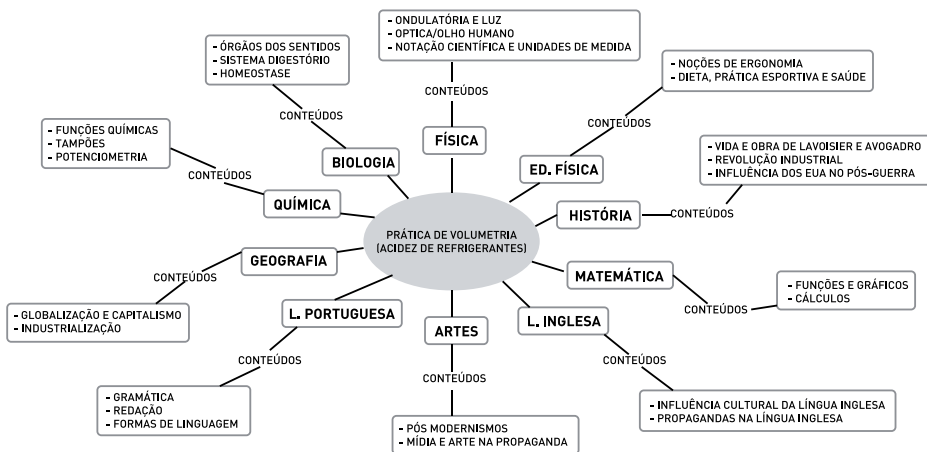 - ONDULATÓRIA E LUZ
- OPTICA/OLHO HUMANO
- NOTAÇÃO CIENTÍFICA E UNIDADES DE MEDIDA
CONTEÚDOS
FÍSICA
- ÓRGÃOS DOS SENTIDOS
- SISTEMA DIGESTÓRIO
- HOMEOSTASE
CONTEÚDOS
BIOLOGIA
- NOÇÕES DE ERGONOMIA
- DIETA, PRÁTICA ESPORTIVA E SAÚDE
CONTEÚDOS
ED. FÍSICA
- FUNÇÕES QUÍMICAS
- TAMPÕES
- POTENCIOMETRIA
CONTEÚDOS
QUÍMICA
- VIDA E OBRA DE LAVOISIER E AVOGADRO
- REVOLUÇÃO INDUSTRIAL
- INFLUÊNCIA DOS EUA NO PÓS-GUERRA
CONTEÚDOS
HISTÓRIA
PRÁTICA DE VOLUMETRIA
(ACIDEZ DE REFRIGERANTES)
GEOGRAFIA
CONTEÚDOS
- GLOBALIZAÇÃO E CAPITALISMO
- INDUSTRIALIZAÇÃO
MATEMÁTICA
CONTEÚDOS
- FUNÇÕES E GRÁFICOS
- CÁLCULOS
L. PORTUGUESA
CONTEÚDOS
- GRAMÁTICA
- REDAÇÃO
- FORMAS DE LINGUAGEM
ARTES
CONTEÚDOS
- PÓS MODERNISMOS
- MÍDIA E ARTE NA PROPAGANDA
L. INGLESA
CONTEÚDOS
- INFLUÊNCIA CULTURAL DA LÍNGUA INGLESA
- PROPAGANDAS NA LÍNGUA INGLESA